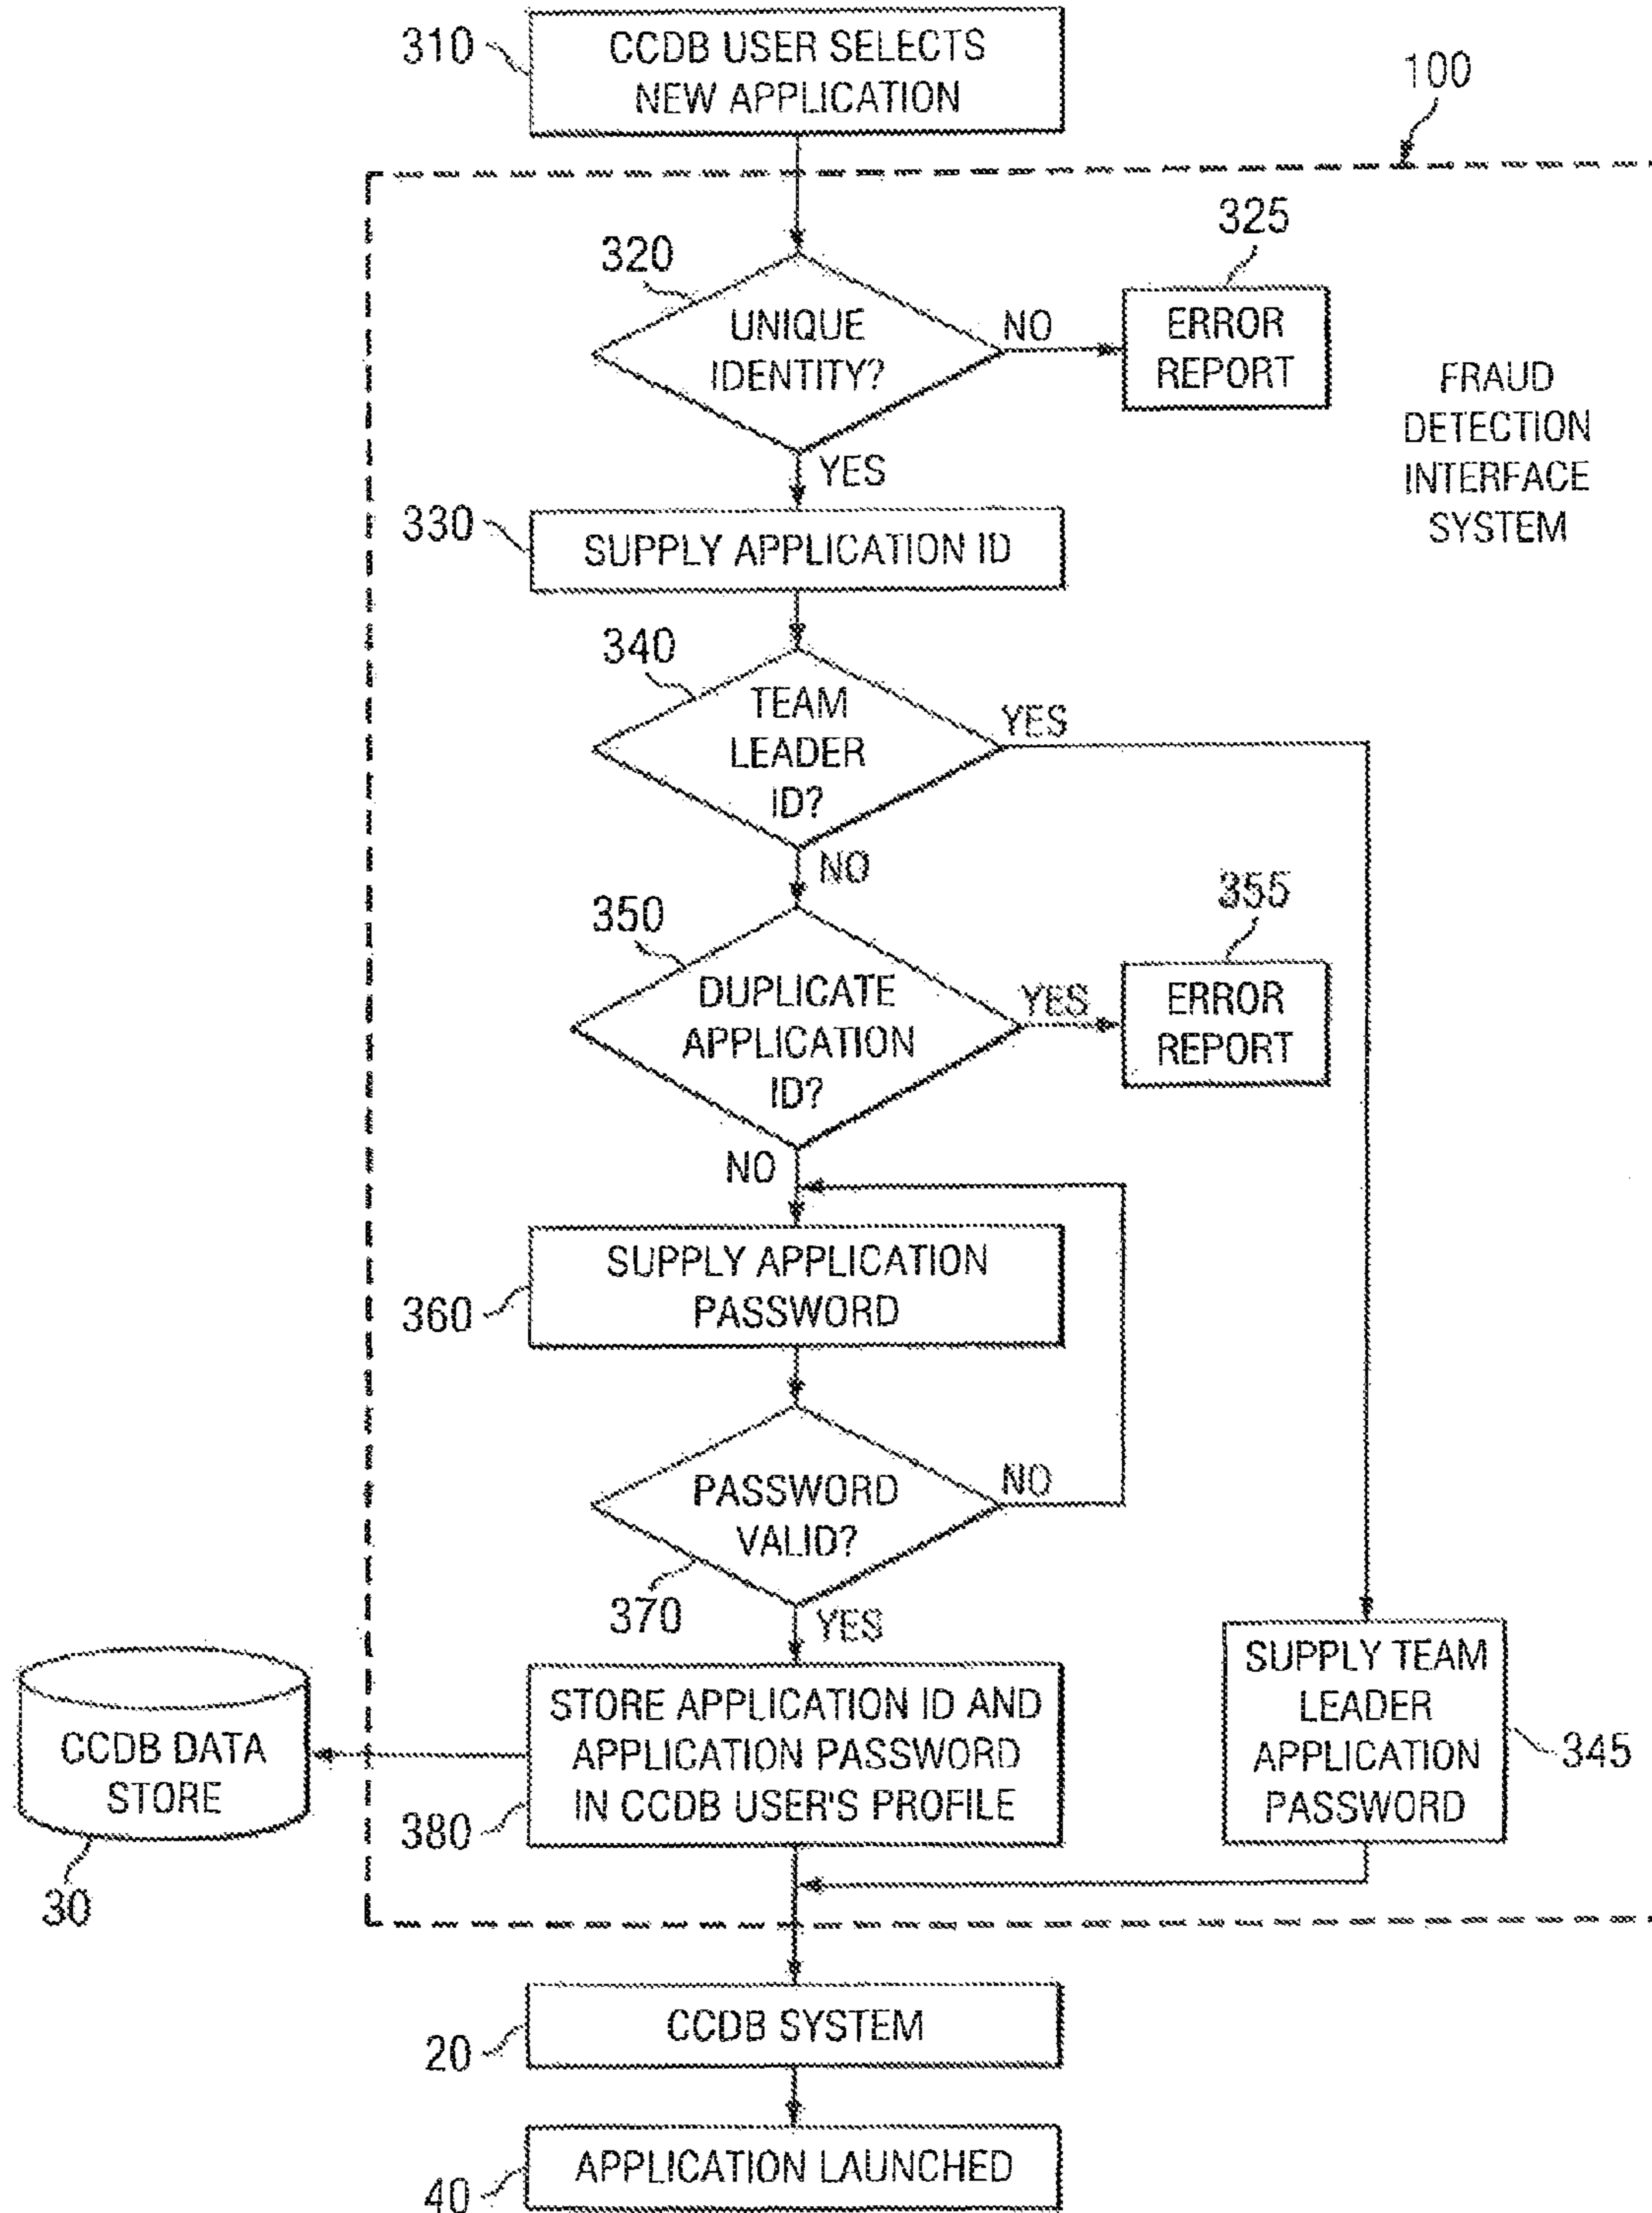 310
CCDB USER SELECTS
NEW APPLICATION
100
320
UNIQUE
IDENTITY?
NO
325
ERROR
REPORT
FRAUD
DETECTION
INTERFACE
SYSTEM
YES
330
SUPPLY APPLICATION ID
340
TEAM
LEADER
ID?
YES
NO
350
DUPLICATE
APPLICATION
ID?
YES
355
ERROR
REPORT
NO
360
SUPPLY APPLICATION
PASSWORD
PASSWORD
VALID?
NO
370
YES
CCDB DATA
STORE
30
STORE APPLICATION ID AND
APPLICATION PASSWORD
IN CCDB USER'S PROFILE
380
SUPPLY TEAM
LEADER
APPLICATION
PASSWORD
345
20
CCDB SYSTEM
40
APPLICATION LAUNCHED